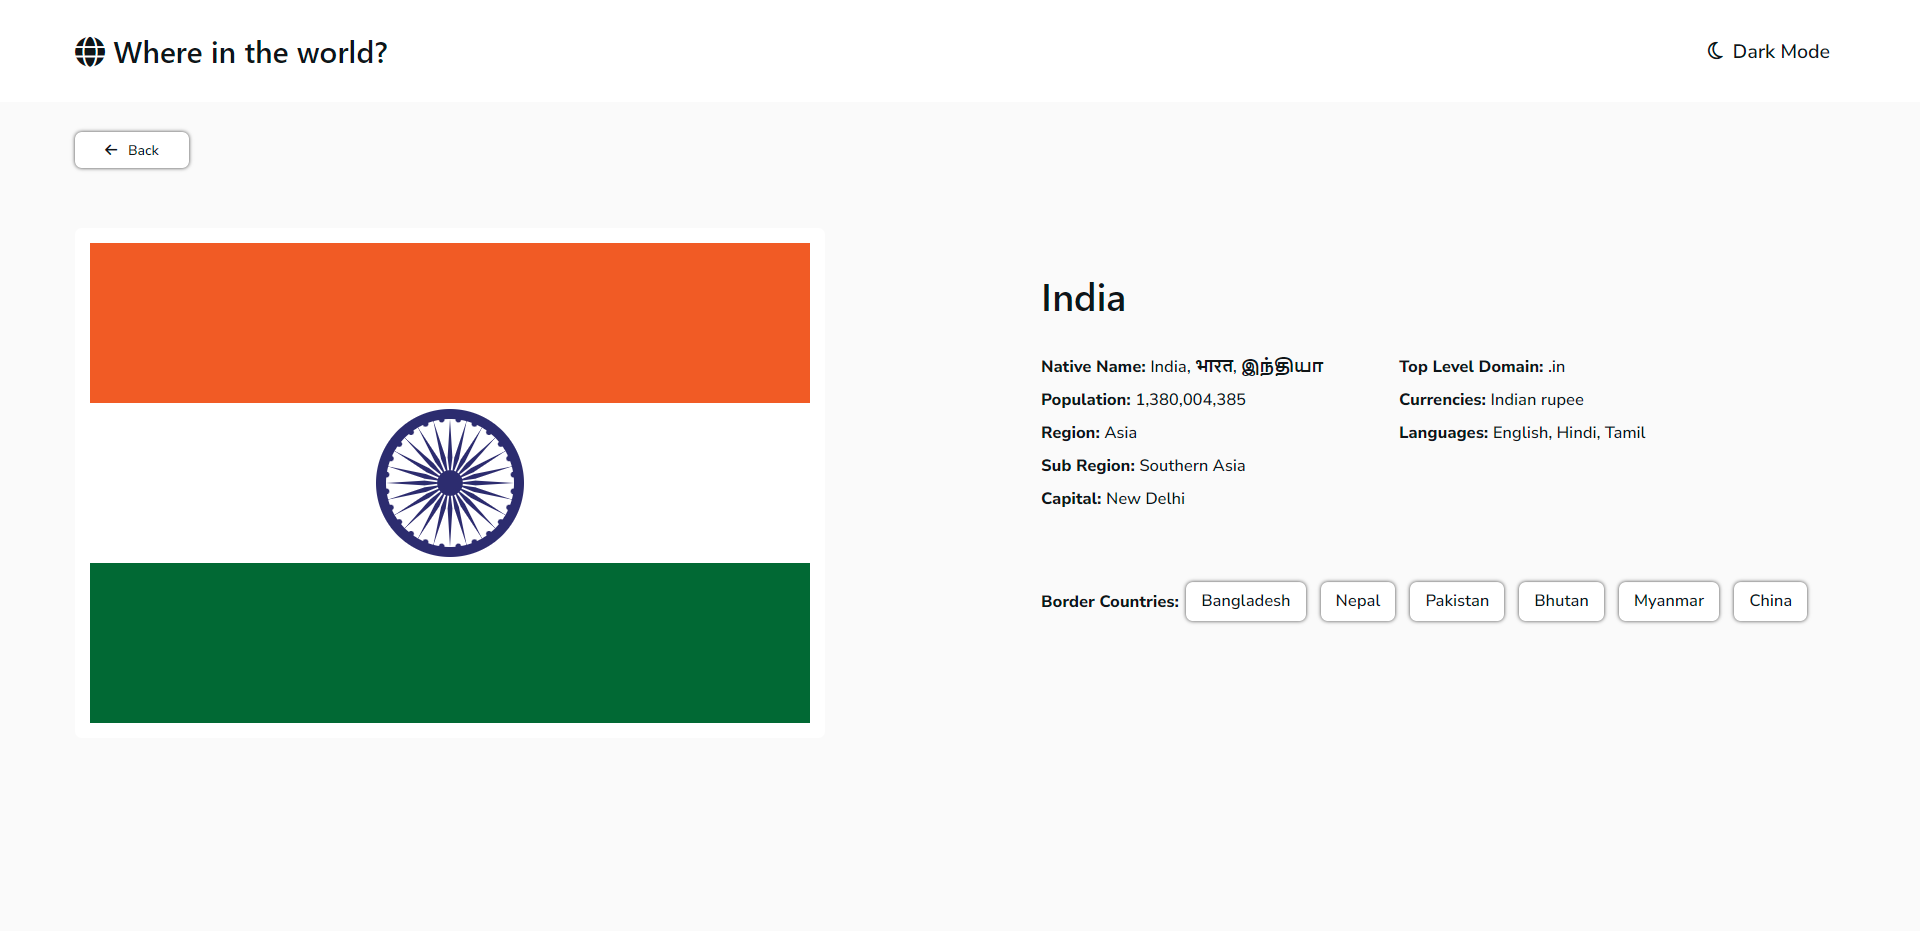 Where in the world?
Dark Mode
Back
India
Native Name: India, भारत, இந்தியா
Population: 1,380,004,385
Region: Asia
Sub Region: Southern Asia
Capital: New Delhi
Top Level Domain: .in
Currencies: Indian rupee
Languages: English, Hindi, Tamil
Border Countries: Bangladesh Nepal Pakistan Bhutan Myanmar China